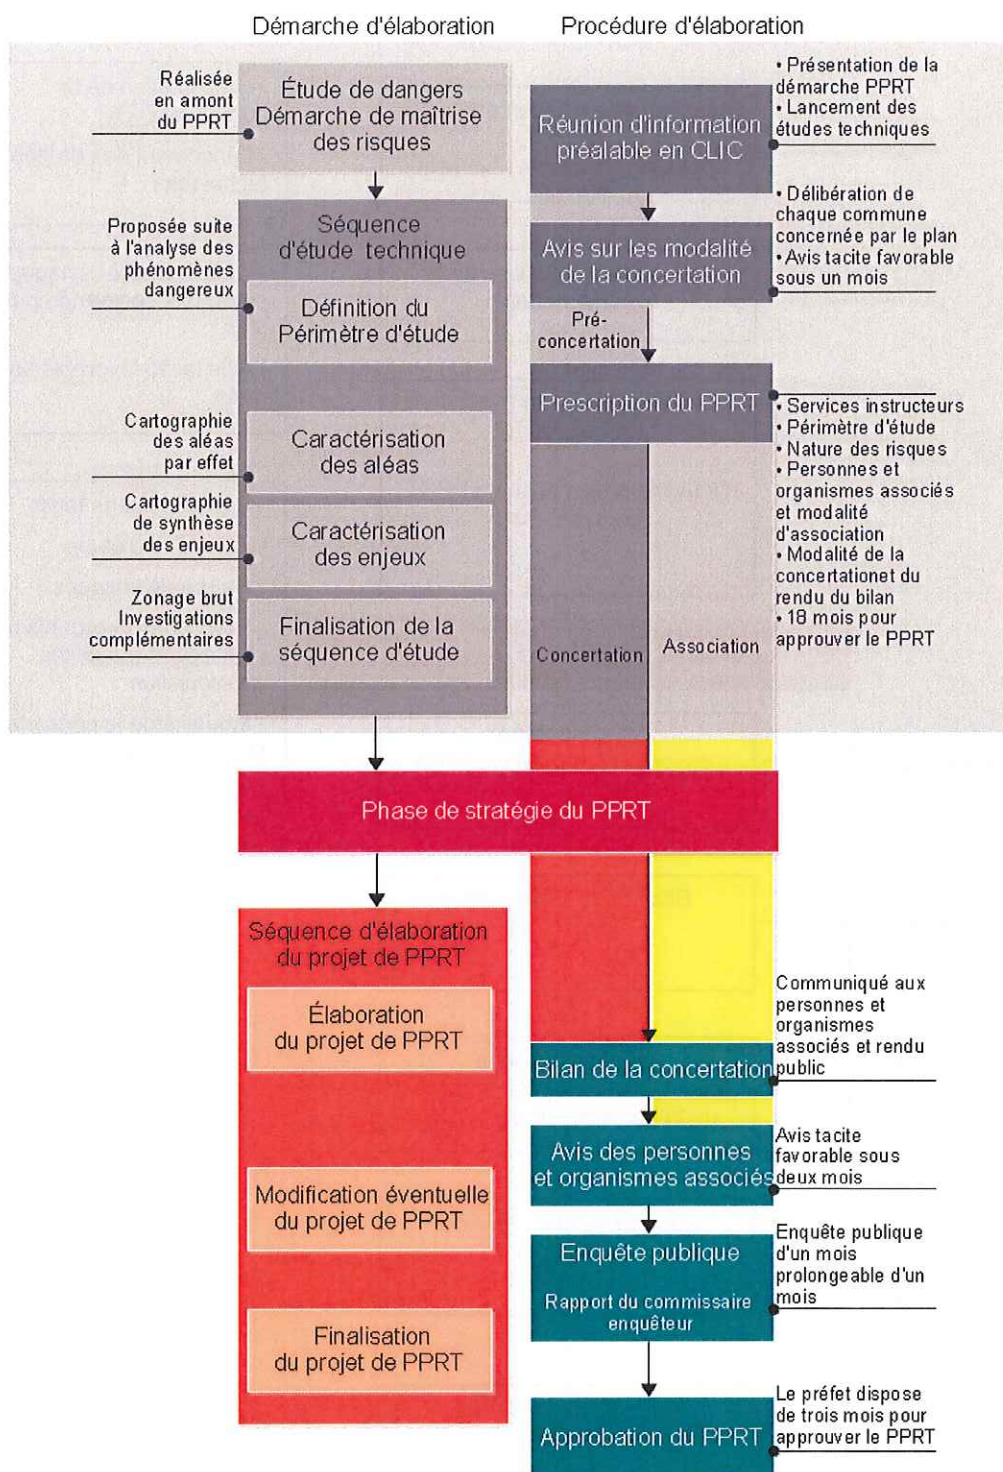 Démarche d'élaboration
Procédure d'élaboration
Réalisée
en amont
du PPRT
Étude de dangers
Démarche de maîtrise
des risques
Proposée suite
à l'analyse des
phénomènes
dangereux
Séquence
d'étude technique
Définition du
Périmètre d'étude
Cartographie
des aléas
par effet
Caractérisation
des aléas
Cartographie
de synthèse
des enjeux
Caractérisation
des enjeux
Zonage brut
Investigations
complémentaires
Finalisation de la
séquence d'étude
Réunion d'information
préalable en CLIC
• Présentation de la
démarche PPRT
• Lancement des
études techniques
Avis sur les modalité
de la concertation
• Délibération de
chaque commune
concernée par le plan
• Avis tacite favorable
sous un mois
Pré-
concertation
Prescription du PPRT
• Services instructeurs
• Périmètre d'étude
• Nature des risques
• Personnes et
organismes associés
et modalité
d'association
• Modalité de la
concertationet du
rendu du bilan
• 18 mois pour
approuver le PPRT
Concertation
Association
Phase de stratégie du PPRT
Séquence d'élaboration
du projet de PPRT
Élaboration
du projet de PPRT
Modification éventuelle
du projet de PPRT
Finalisation
du projet de PPRT
Bilan de la concertation
Communiqué aux
personnes et
organismes
associés et rendu
public
Avis des personnes
et organismes associés
Avis tacite
favorable sous
deux mois
Enquête publique
Rapport du commissaire
enquêteur
Enquête publique
d'un mois
prolongeable d'un
mois
Approbation du PPRT
Le préfet dispose
de trois mois pour
approuver le PPRT